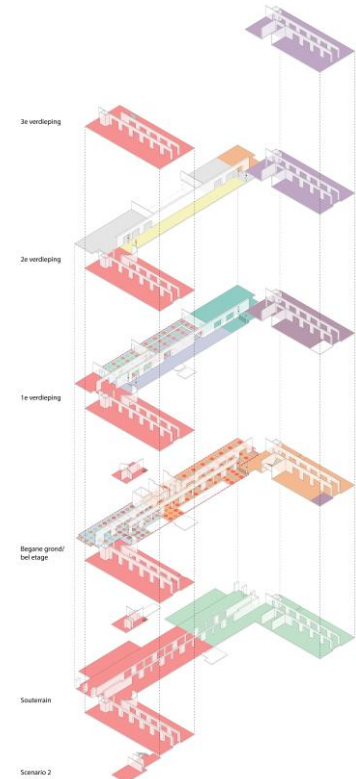 3e verdieping
2e verdieping
1e verdieping
Begane grond/
bel etage
Souterrain
Scenario 2